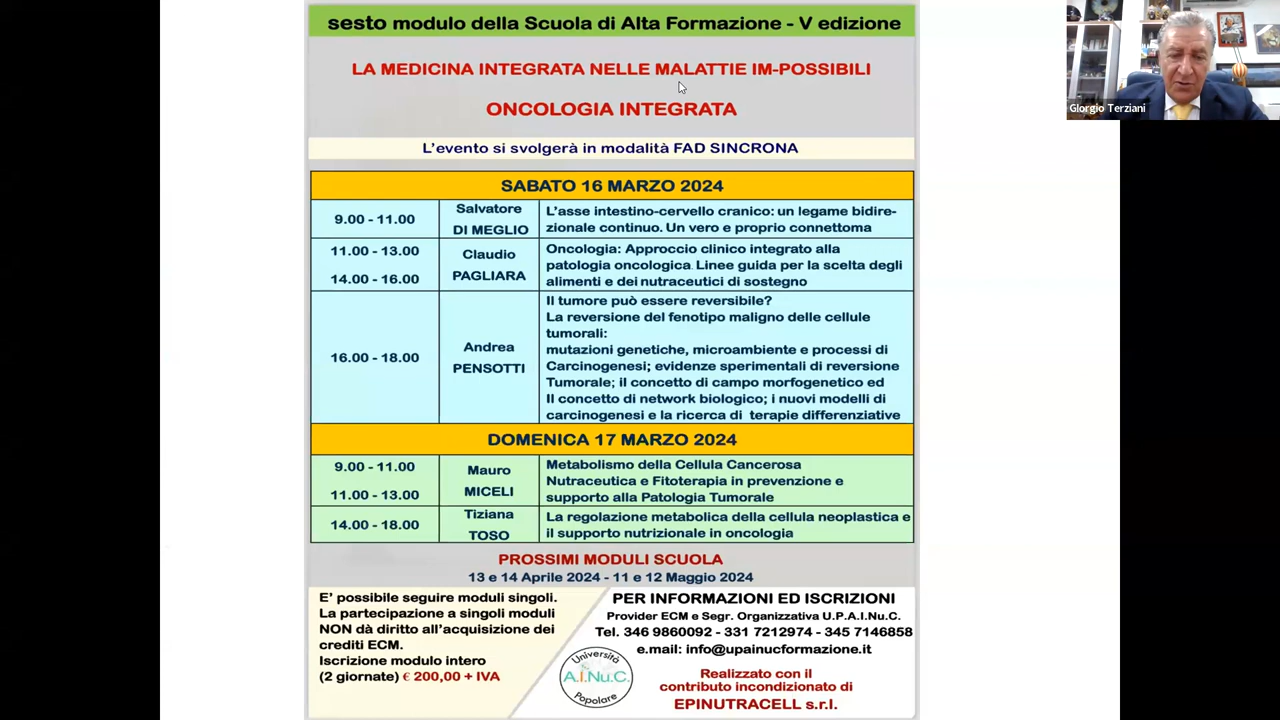 sesto modulo della Scuola di Alta Formazione - V edizione
LA MEDICINA INTEGRATA NELLE MALATTIE IM-POSSIBILI
ONCOLOGIA INTEGRATA
L'evento si svolgerà in modalità FAD SINCRONA
SABATO 16 MARZO 2024
9.00 - 11.00
Salvatore
DI MEGLIO
L'asse intestino-cervello cranico: un legame bidire-
zionale continuo. Un vero e proprio connettoma
11.00 - 13.00
14.00 - 16.00
Claudio
PAGLIARA
Oncologia: Approccio clinico integrato alla
patologia oncologica. Linee guida per la scelta degli
alimenti e dei nutraceutici di sostegno
16.00 - 18.00
Andrea
PENSOTTI
Il tumore può essere reversibile?
La reversione del fenotipo maligno delle cellule
tumorali:
mutazioni genetiche, microambiente e processi di
Carcinogenesi; evidenze sperimentali di reversione
Tumorale; il concetto di campo morfogenetico ed
Il concetto di network biologico; i nuovi modelli di
carcinogenesi e la ricerca di terapie differenziative
DOMENICA 17 MARZO 2024
9.00 - 11.00
11.00 - 13.00
Mauro
MICELI
Metabolismo della Cellula Cancerosa
Nutraceutica e Fitoterapia in prevenzione e
supporto alla Patologia Tumorale
14.00 - 18.00
Tiziana
TOSO
La regolazione metabolica della cellula neoplastica e
il supporto nutrizionale in oncologia
PROSSIMI MODULI SCUOLA
13 e 14 Aprile 2024 - 11 e 12 Maggio 2024
E' possibile seguire moduli singoli.
La partecipazione a singoli moduli
NON dà diritto all'acquisizione dei
crediti ECM.
Iscrizione modulo intero
(2 giornate) € 200,00 + IVA
PER INFORMAZIONI ED ISCRIZIONI
Provider ECM e Segr. Organizzativa U.P.A.I.Nu.C.
Tel. 346 9860092 - 331 7212974 - 345 7146858
e.mail: info@upainucformazione.it
Università
A.I.Nu.C.
Popolare
Realizzato con il
contributo incondizionato di
EPINUTRACELL s.r.l.
Giorgio Terziani